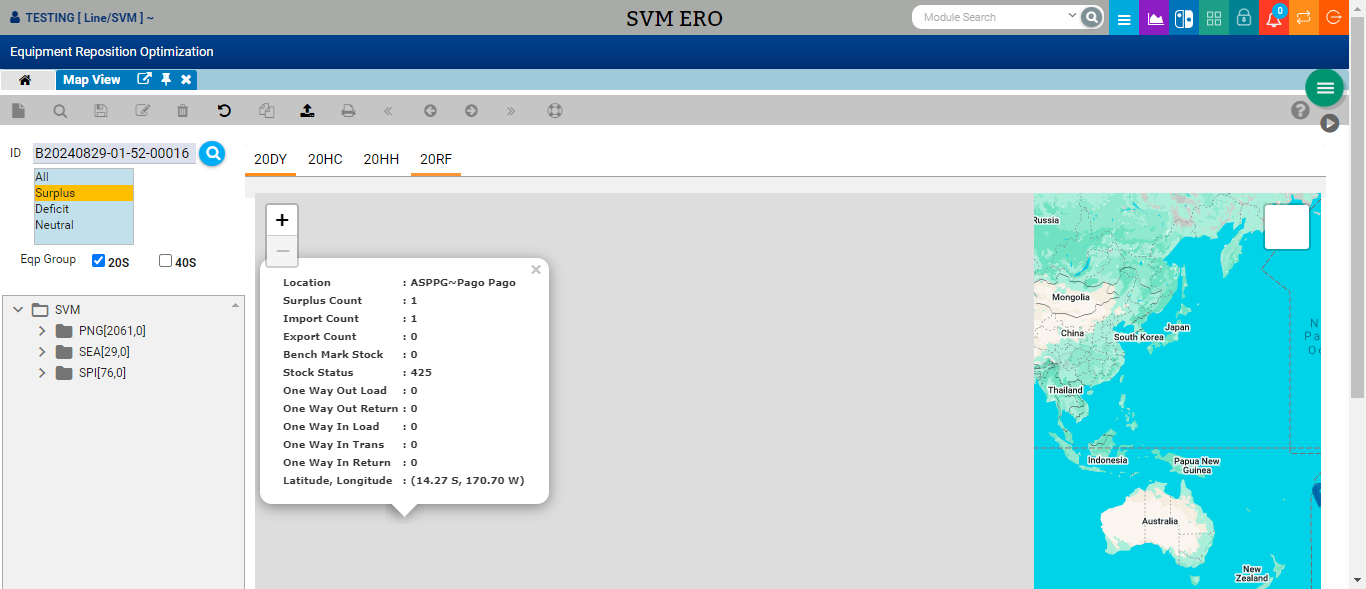 TESTING [ Line/SVM ] ~
SVM ERO
Module Search
0
Equipment Reposition Optimization
Map View
ID
B20240829-01-52-00016
All
Surplus
Deficit
Neutral
Eqp Group
20S
40S
SVM
PNG[2061,0]
SEA[29,0]
SPI[76,0]
20DY
20HC
20HH
20RF
+
−
Location : ASPPG~Pago Pago
Surplus Count : 1
Import Count : 1
Export Count : 0
Bench Mark Stock : 0
Stock Status : 425
One Way Out Load : 0
One Way Out Return : 0
One Way In Load : 0
One Way In Trans : 0
One Way In Return : 0
Latitude, Longitude : (14.27 S, 170.70 W)
Russia
Mongolia
China
Japan
South Korea
Thailand
Indonesia
Papua New
Guinea
Australia
New
Zealand